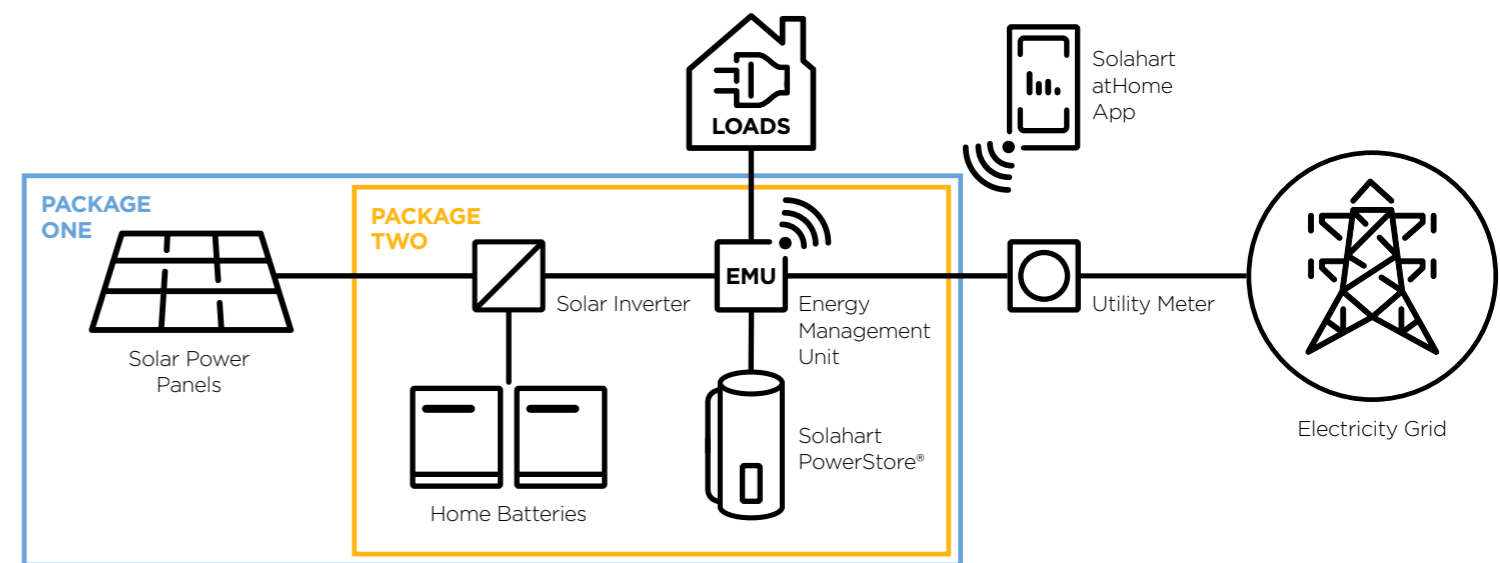 LOADS
Solahart
atHome
App
PACKAGE
ONE
PACKAGE
TWO
EMU
Solar Inverter
Energy
Management
Unit
Utility Meter
Solar Power
Panels
Solahart
PowerStore®
Home Batteries
Electricity Grid